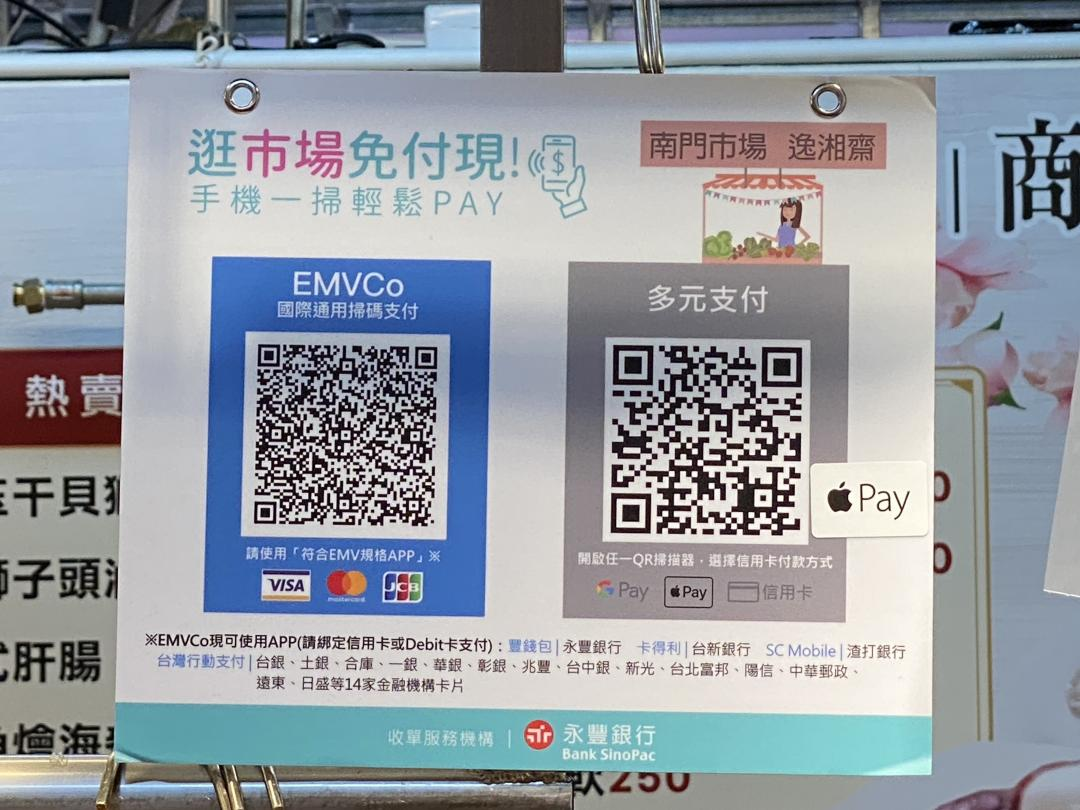 逛市場免付現!
手機一掃輕鬆PAY
$
南門市場 逸湘齋
EMVCo
國際通用掃碼支付
請使用「符合EMV規格APP」※
VISA
mastercard
JCB
多元支付
Pay
開啟任一QR掃描器，選擇信用卡付款方式
G Pay
Pay
信用卡
※EMVCo現可使用APP(請綁定信用卡或Debit卡支付)：豐錢包|永豐銀行 卡得利|台新銀行 SC Mobile|渣打銀行
台灣行動支付|台銀、土銀、合庫、一銀、華銀、彰銀、兆豐、台中銀、新光、台北富邦、陽信、中華郵政、
遠東、日盛等14家金融機構卡片
收單服務機構 | 永豐銀行
Bank SinoPac
商
熱賣
干貝
獅子頭
式肝腸
燴海
0
0
250